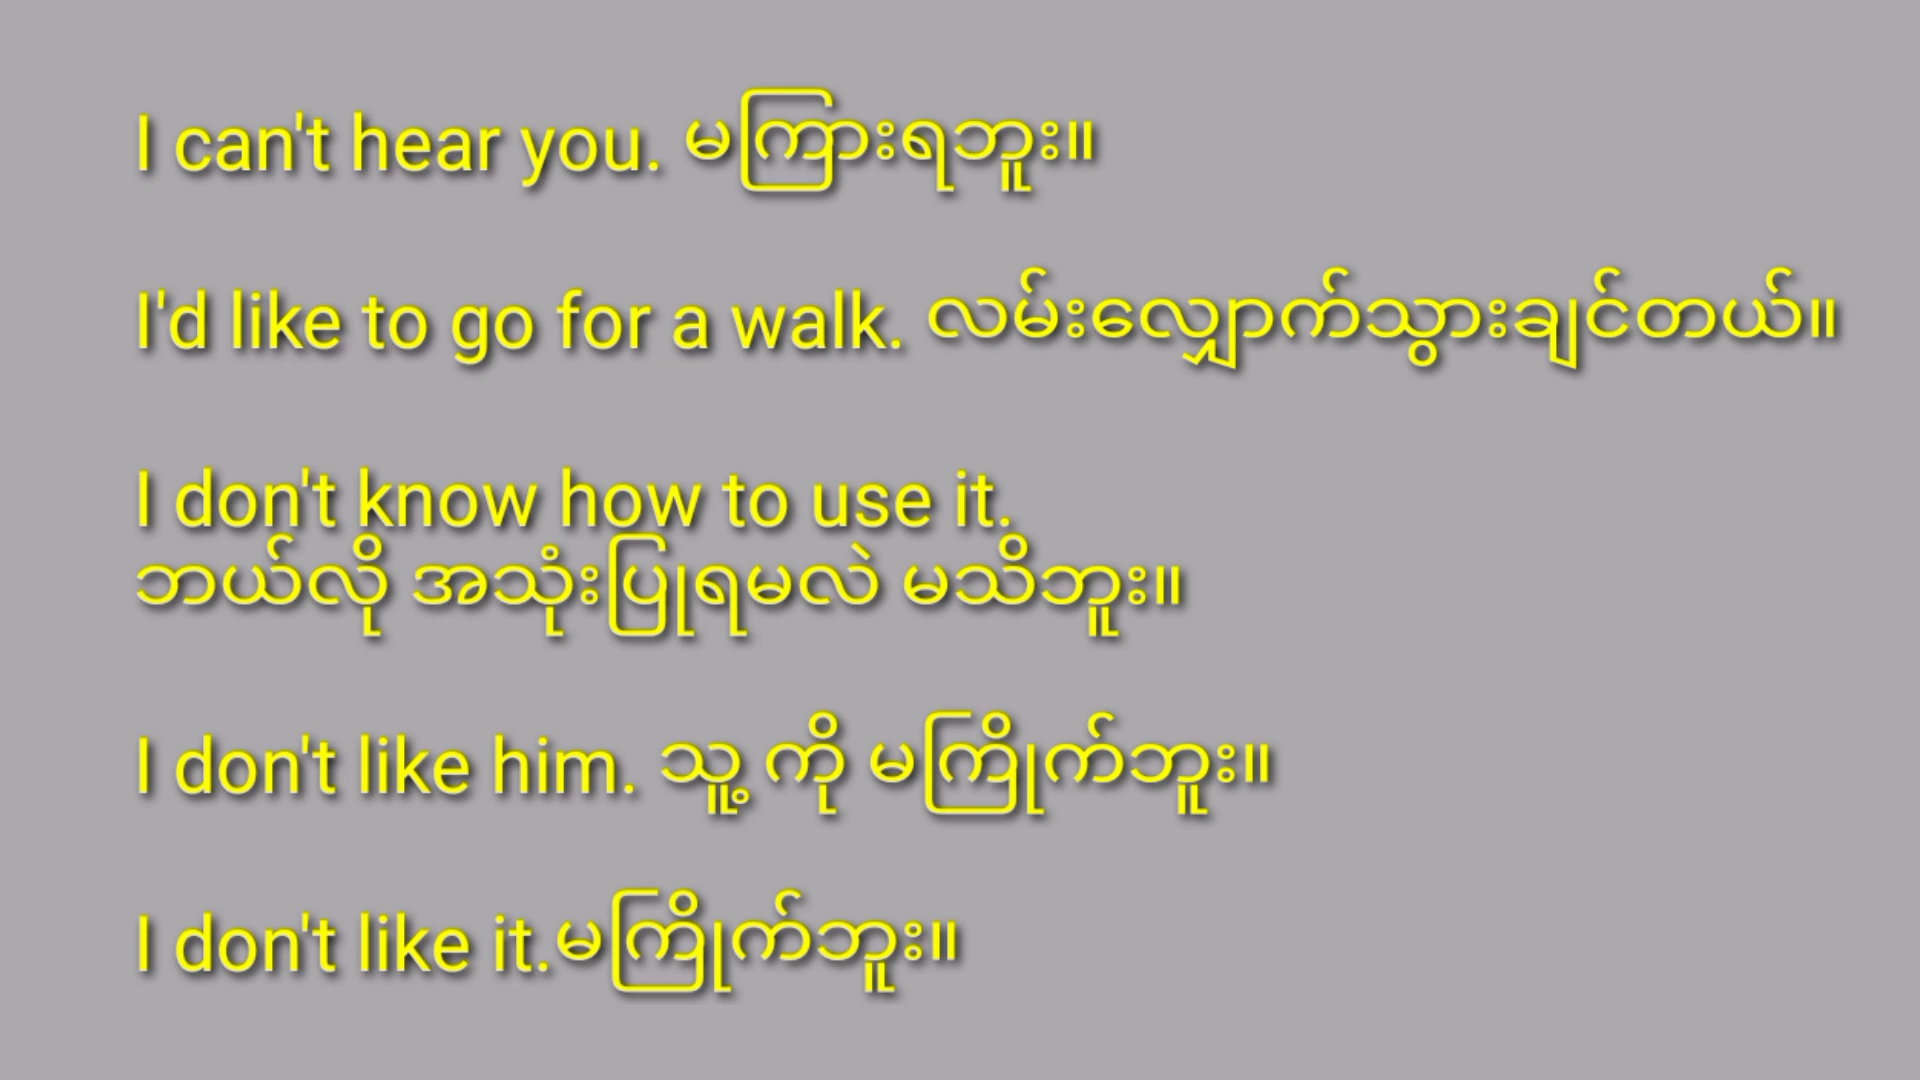 I can't hear you. မကြားရဘူး။
I'd like to go for a walk. လမ်းလျှောက်သွားချင်တယ်။
I don't know how to use it.
ဘယ်လို အသုံးပြုရမလဲ မသိဘူး။
I don't like him. သူ့ ကို မကြိုက်ဘူး။
I don't like it.မကြိုက်ဘူး။